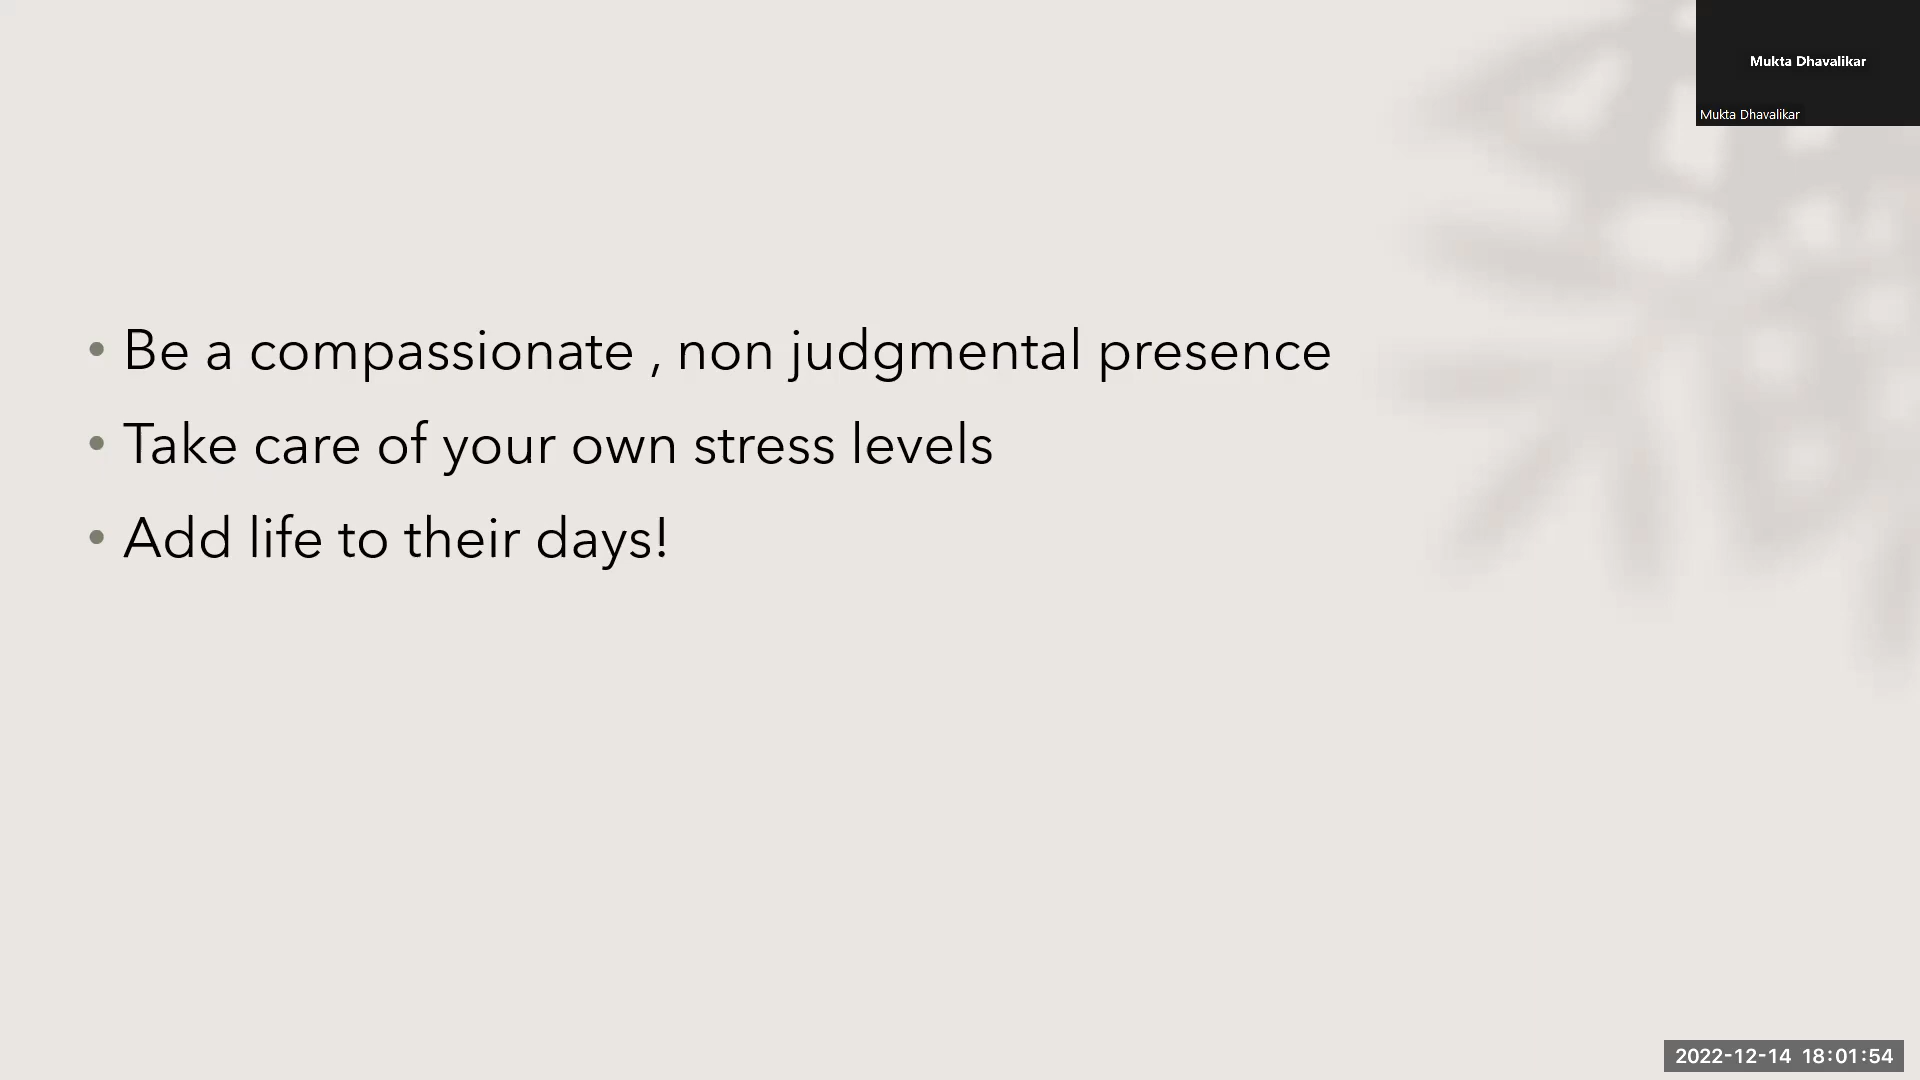 Mukta Dhavalikar
Mukta Dhavalikar
• Be a compassionate , non judgmental presence
• Take care of your own stress levels
• Add life to their days!
2022-12-14 18:01:54